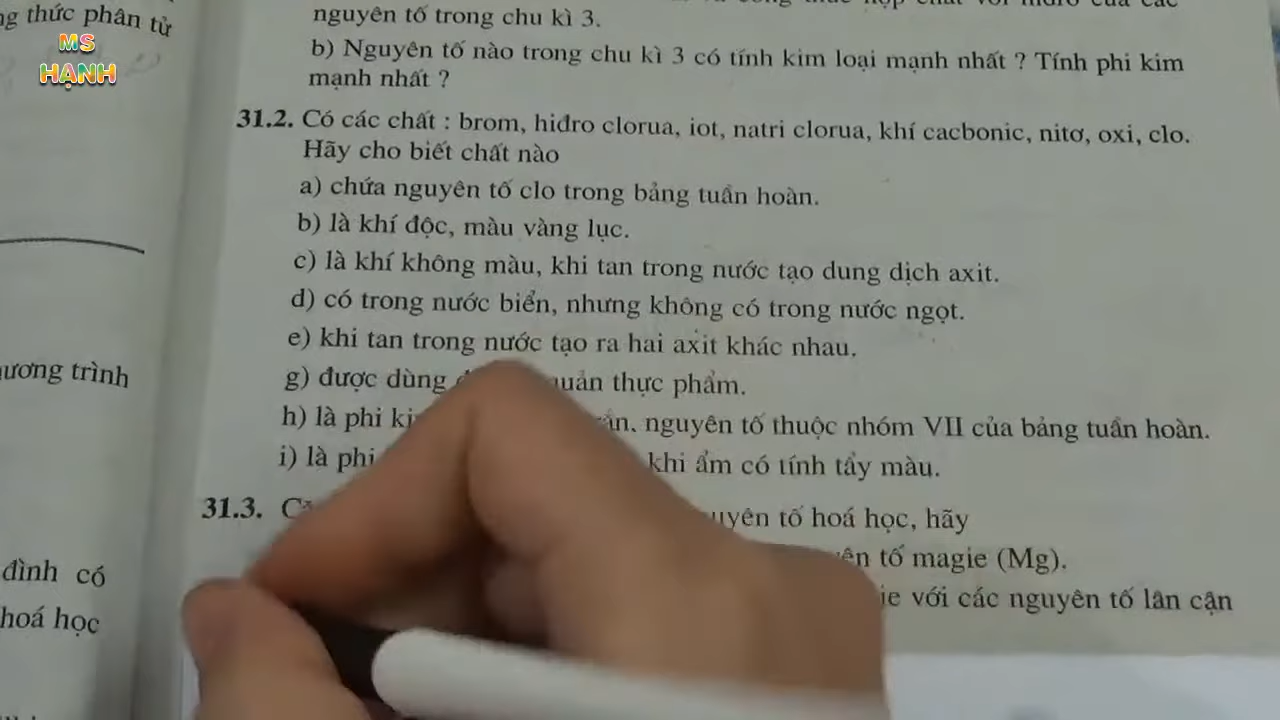 ng thức phân tử
MS
HẠNH
nguyên tố trong chu kì 3.
b) Nguyên tố nào trong chu kì 3 có tính kim loại mạnh nhất ? Tính phi kim
mạnh nhất ?
31.2. Có các chất : brom, hiđro clorua, iot, natri clorua, khí cacbonic, nitơ, oxi, clo.
Hãy cho biết chất nào
a) chứa nguyên tố clo trong bảng tuần hoàn.
b) là khí độc, màu vàng lục.
c) là khí không màu, khi tan trong nước tạo dung dịch axit.
d) có trong nước biển, nhưng không có trong nước ngọt.
e) khi tan trong nước tạo ra hai axit khác nhau.
g) được dùng quản thực phẩm.
h) là phi nguyên tố thuộc nhóm VII của bảng tuần hoàn.
i) là phi khi ẩm có tính tẩy màu.
31.3. tố hoá học, hãy
tố magie (Mg).
với các nguyên tố lân cận
ương trình
đình có
hoá học